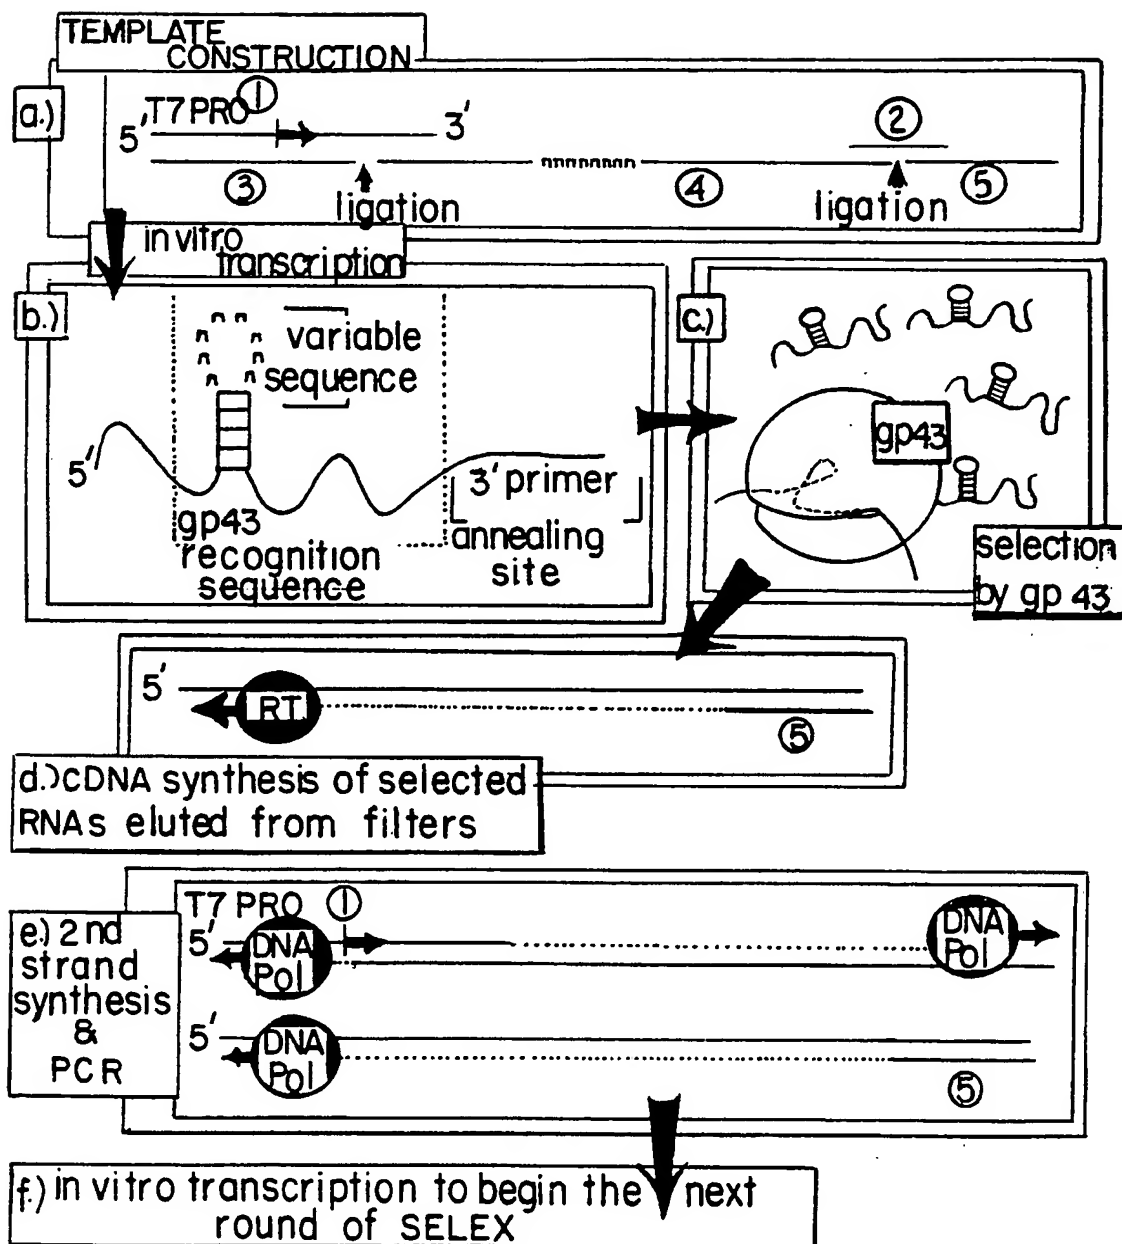 TEMPLATE
CONSTRUCTION
a.)
T7 PRO ①
5' 3'
②
③ ④ ⑤
ligation ligation
in vitro
transcription
b.)
n n n n n n n n
variable
sequence
5'
gp43
recognition
sequence
3' primer
annealing
site
c.)
gp43
selection
by gp 43
5'
RT
⑤
d.) cDNA synthesis of selected
RNAs eluted from filters
e.) 2nd
strand
synthesis
&
PCR
T7 PRO ①
5'
DNA
Pol
DNA
Pol
5'
DNA
Pol
⑤
f.) in vitro transcription to begin the next
round of SELEX